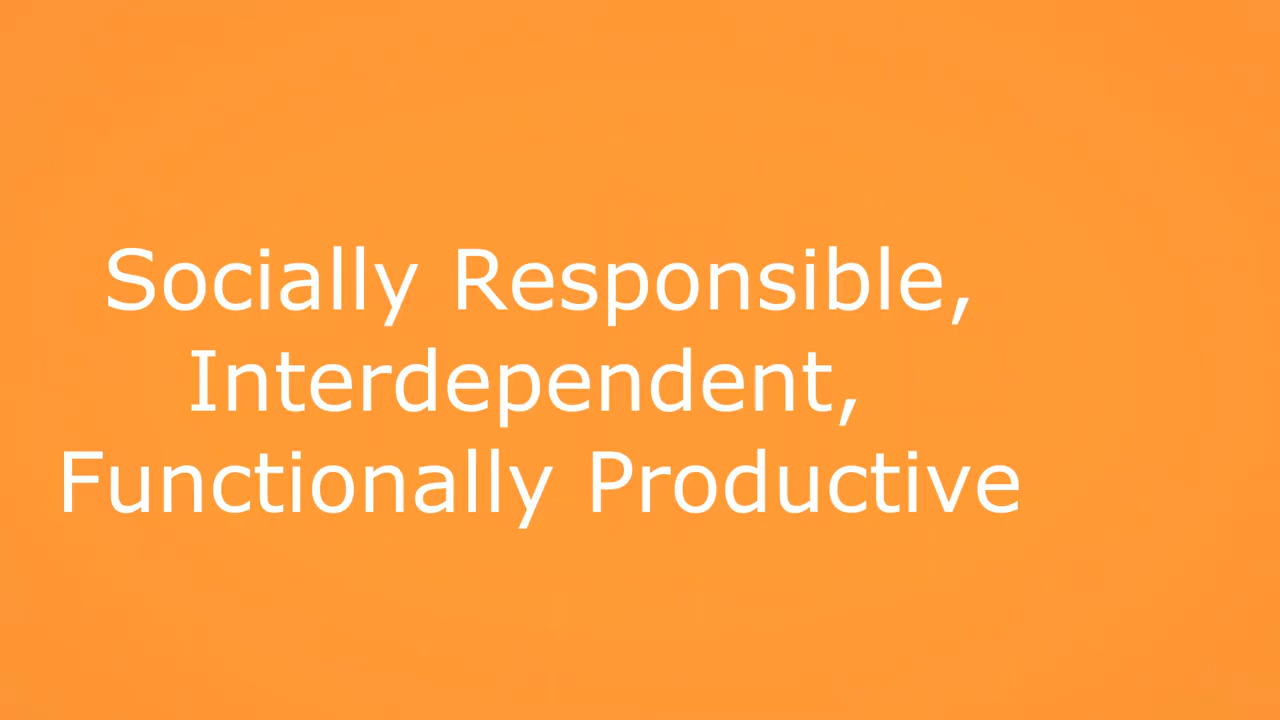 Socially Responsible,
Interdependent,
Functionally Productive